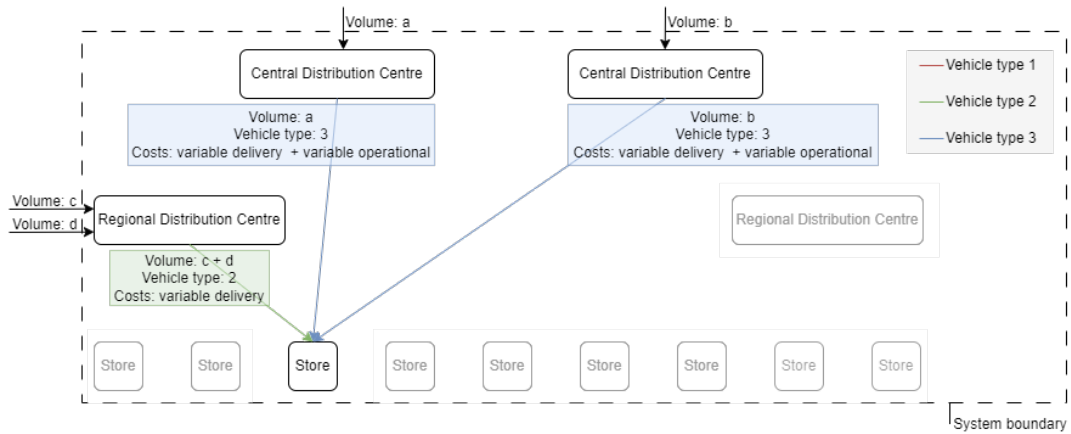 Volume: a
Volume: b
Central Distribution Centre
Central Distribution Centre
Vehicle type 1
Vehicle type 2
Vehicle type 3
Volume: a
Vehicle type: 3
Costs: variable delivery + variable operational
Volume: b
Vehicle type: 3
Costs: variable delivery + variable operational
Volume: c
Volume: d
Regional Distribution Centre
Regional Distribution Centre
Volume: c + d
Vehicle type: 2
Costs: variable delivery
Store
Store
Store
Store
Store
Store
Store
Store
Store
System boundary